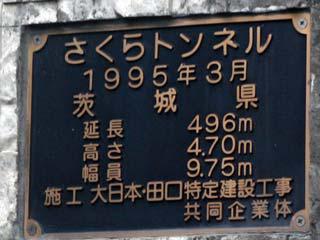 さくらトンネル
1995年3月
茨城県
延長 496m
高さ 4.70m
幅員 9.75m
施工 大日本・田口特定建設工事
共同企業体